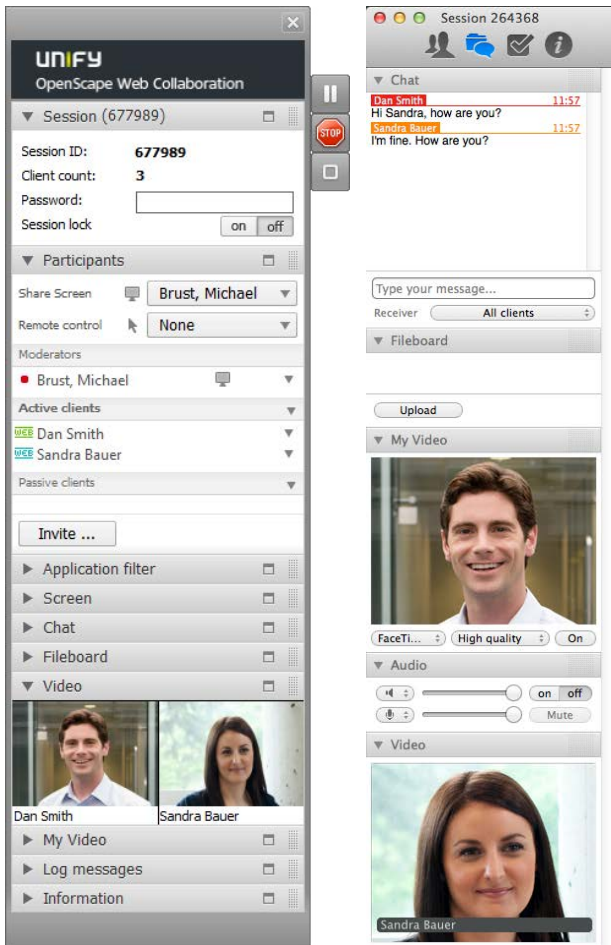 UNIFY
OpenScape Web Collaboration
Session (677989)
Session ID: 677989
Client count: 3
Password:
Session lock on off
Participants
Share Screen Brust, Michael
Remote control None
Moderators
Brust, Michael
Active clients
WEB Dan Smith
WEB Sandra Bauer
Passive clients
Invite ...
Application filter
Screen
Chat
Fileboard
Video
Dan Smith Sandra Bauer
My Video
Log messages
Information
STOP
Session 264368
Chat
Dan Smith 11:57
Hi Sandra, how are you?
Sandra Bauer 11:57
I'm fine. How are you?
Type your message...
Receiver All clients
Fileboard
Upload
My Video
FaceTi... High quality On
Audio
on off
Mute
Video
Sandra Bauer